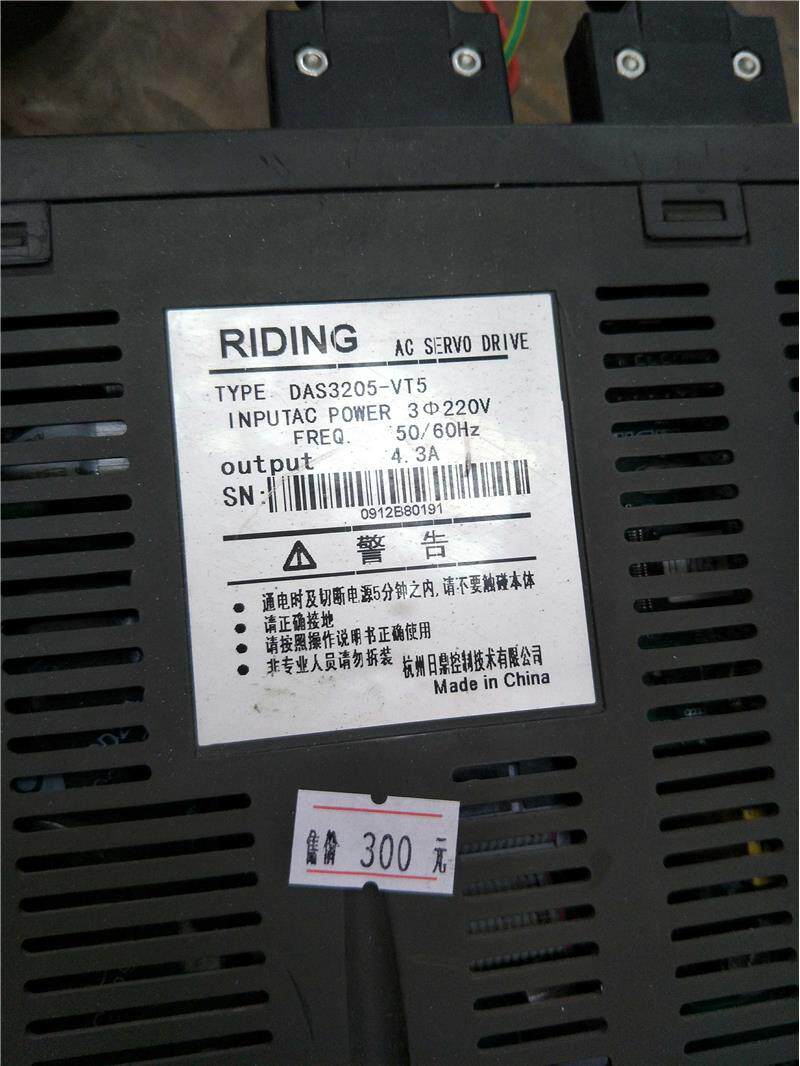 RIDING AC SERVO DRIVE
TYPE. DAS3205-VT5
INPUTAC POWER 3Φ220V
FREQ. 50/60Hz
output 4.3A
SN:
0912B80191
警告
● 通电时及切断电源5分钟之内,请不要触碰本体
● 请正确接地
● 请按照操作说明书正确使用
● 非专业人员请勿拆装
杭州日鼎控制技术有限公司
Made in China
售价 300 元